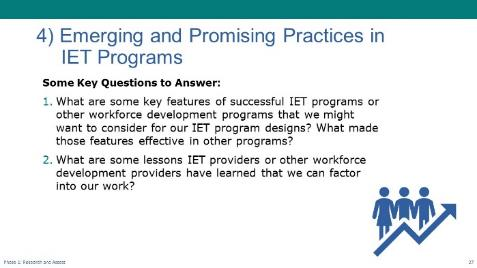 4) Emerging and Promising Practices in
IET Programs
Some Key Questions to Answer:
1. What are some key features of successful IET programs or
other workforce development programs that we might
want to consider for our IET program designs? What made
those features effective in other programs?
2. What are some lessons IET providers or other workforce
development providers have learned that we can factor
into our work?
Phase 1: Research and Assess
27